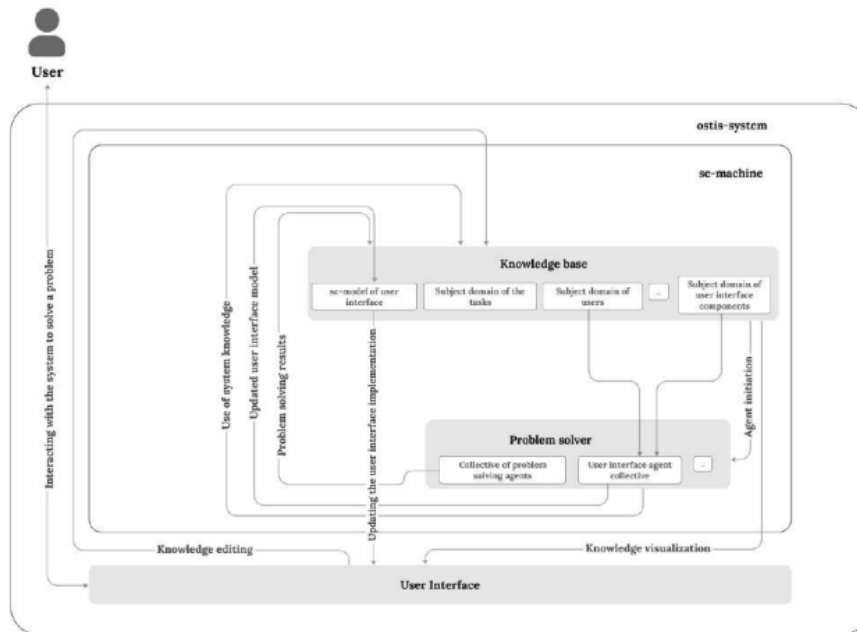 User
ostis-system
sc-machine
Knowledge base
sc-model of user
interface
Subject domain of the
tasks
Subject domain of
users
...
Subject domain of
user interface
components
Interacting with the system to solve a problem
Use of system knowledge
Updated user interface model
Problem solving results
Updating the user interface implementation
Agent initiation
Problem solver
Collective of problem
solving agents
User interface agent
collective
...
Knowledge editing
Knowledge visualization
User Interface